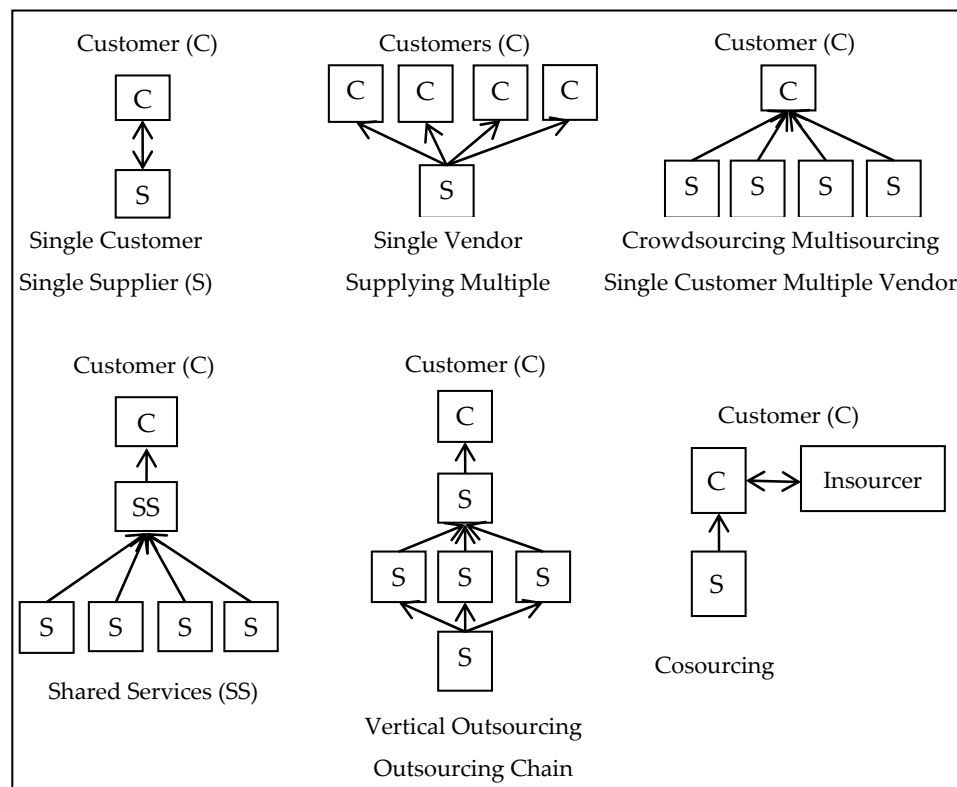 Customer (C)
C
S
Single Customer
Single Supplier (S)
Customers (C)
C C C C
S
Single Vendor
Supplying Multiple
Customer (C)
C
S S S S
Crowdsourcing Multisourcing
Single Customer Multiple Vendor
Customer (C)
C
SS
S S S S
Shared Services (SS)
Customer (C)
C
S
S S S
S
Vertical Outsourcing
Outsourcing Chain
Customer (C)
C Insourcer
S
Cosourcing